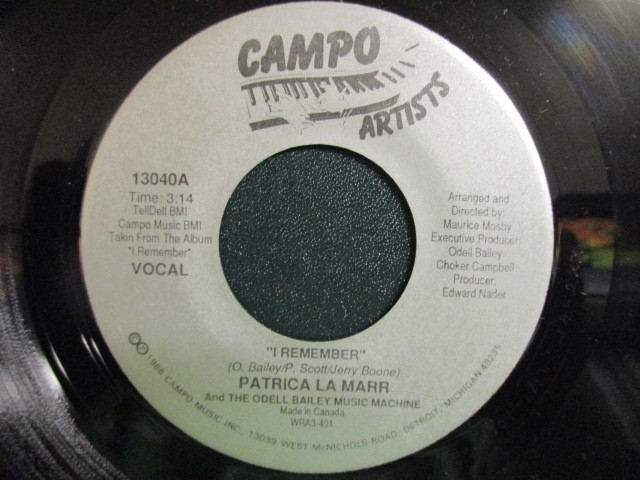 CAMPO
ARTISTS
13040A
Time: 3:14
TellDell BMI
Campo Music BMI
Takin From The Album
"I Remember"
VOCAL
Arranged and
Directed by:
Maurice Mosby
Executive Producer:
Odell Bailey
Choker Campbell
Producer:
Edward Nader
"I REMEMBER"
(O. Bailey/P. Scott/Jerry Boone)
PATRICA LA MARR
And THE ODELL BAILEY MUSIC MACHINE
Made in Canada
WRA3-401
℗© 1986 CAMPO MUSIC INC. · 13039 WEST McNICHOLS ROAD, DETROIT, MICHIGAN 48235